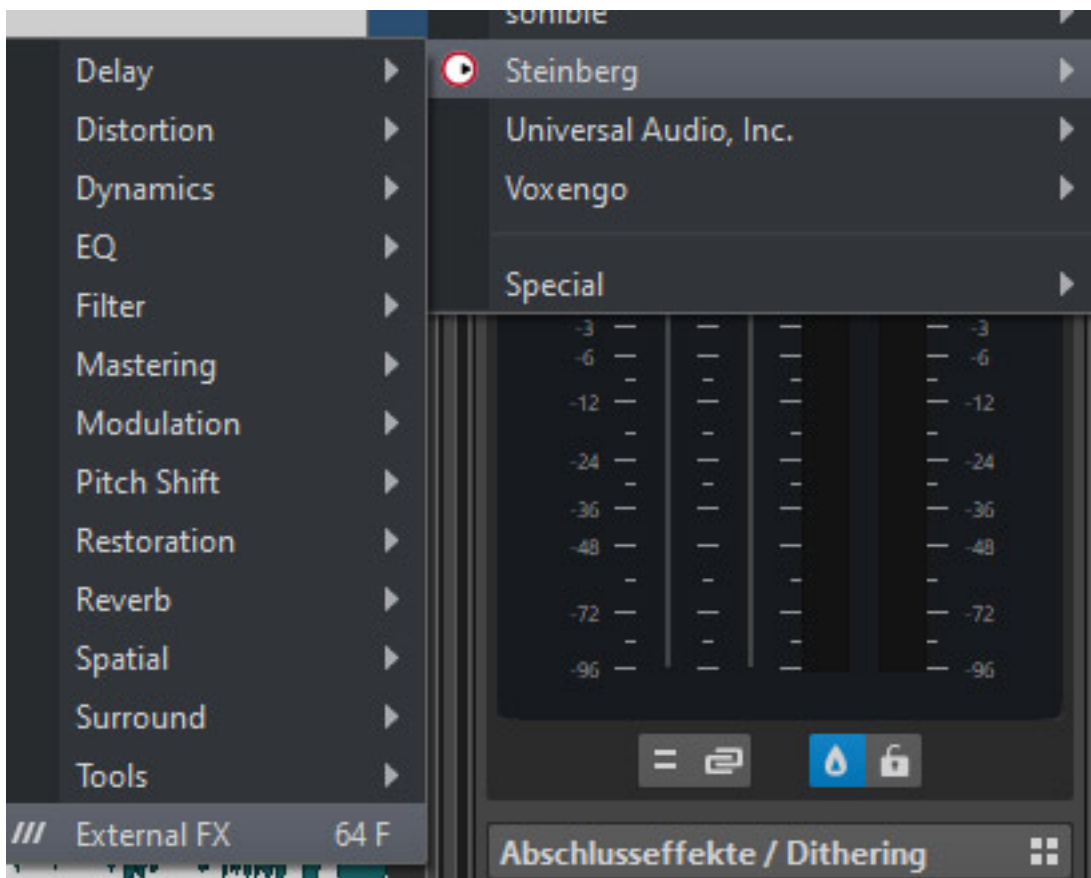 Delay
Distortion
Dynamics
EQ
Filter
Mastering
Modulation
Pitch Shift
Restoration
Reverb
Spatial
Surround
Tools
External FX 64 F
sonible
Steinberg
Universal Audio, Inc.
Voxengo
Special
-3 -3
-6 -6
-12 -12
-24 -24
-36 -36
-48 -48
-72 -72
-96 -96
Abschlusseffekte / Dithering